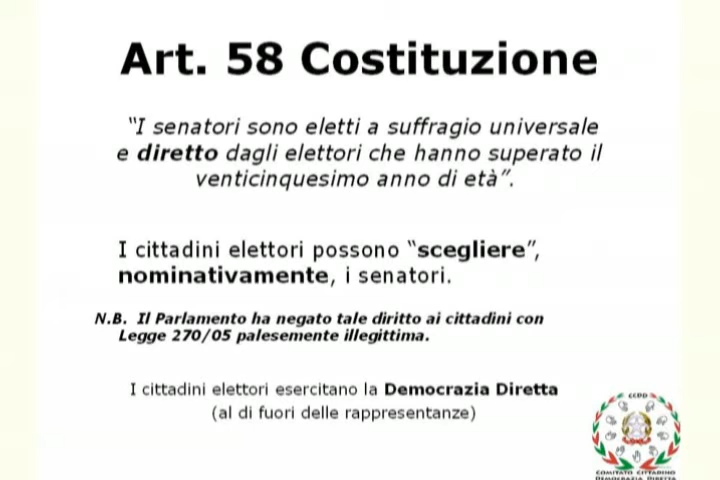 Art. 58 Costituzione
“I senatori sono eletti a suffragio universale
e diretto dagli elettori che hanno superato il
venticinquesimo anno di età”.
I cittadini elettori possono “scegliere”,
nominativamente, i senatori.
N.B. Il Parlamento ha negato tale diritto ai cittadini con
Legge 270/05 palesemente illegittima.
I cittadini elettori esercitano la Democrazia Diretta
(al di fuori delle rappresentanze)
CCDD
COMITATO CITTADINO
DEMOCRAZIA DIRETTA